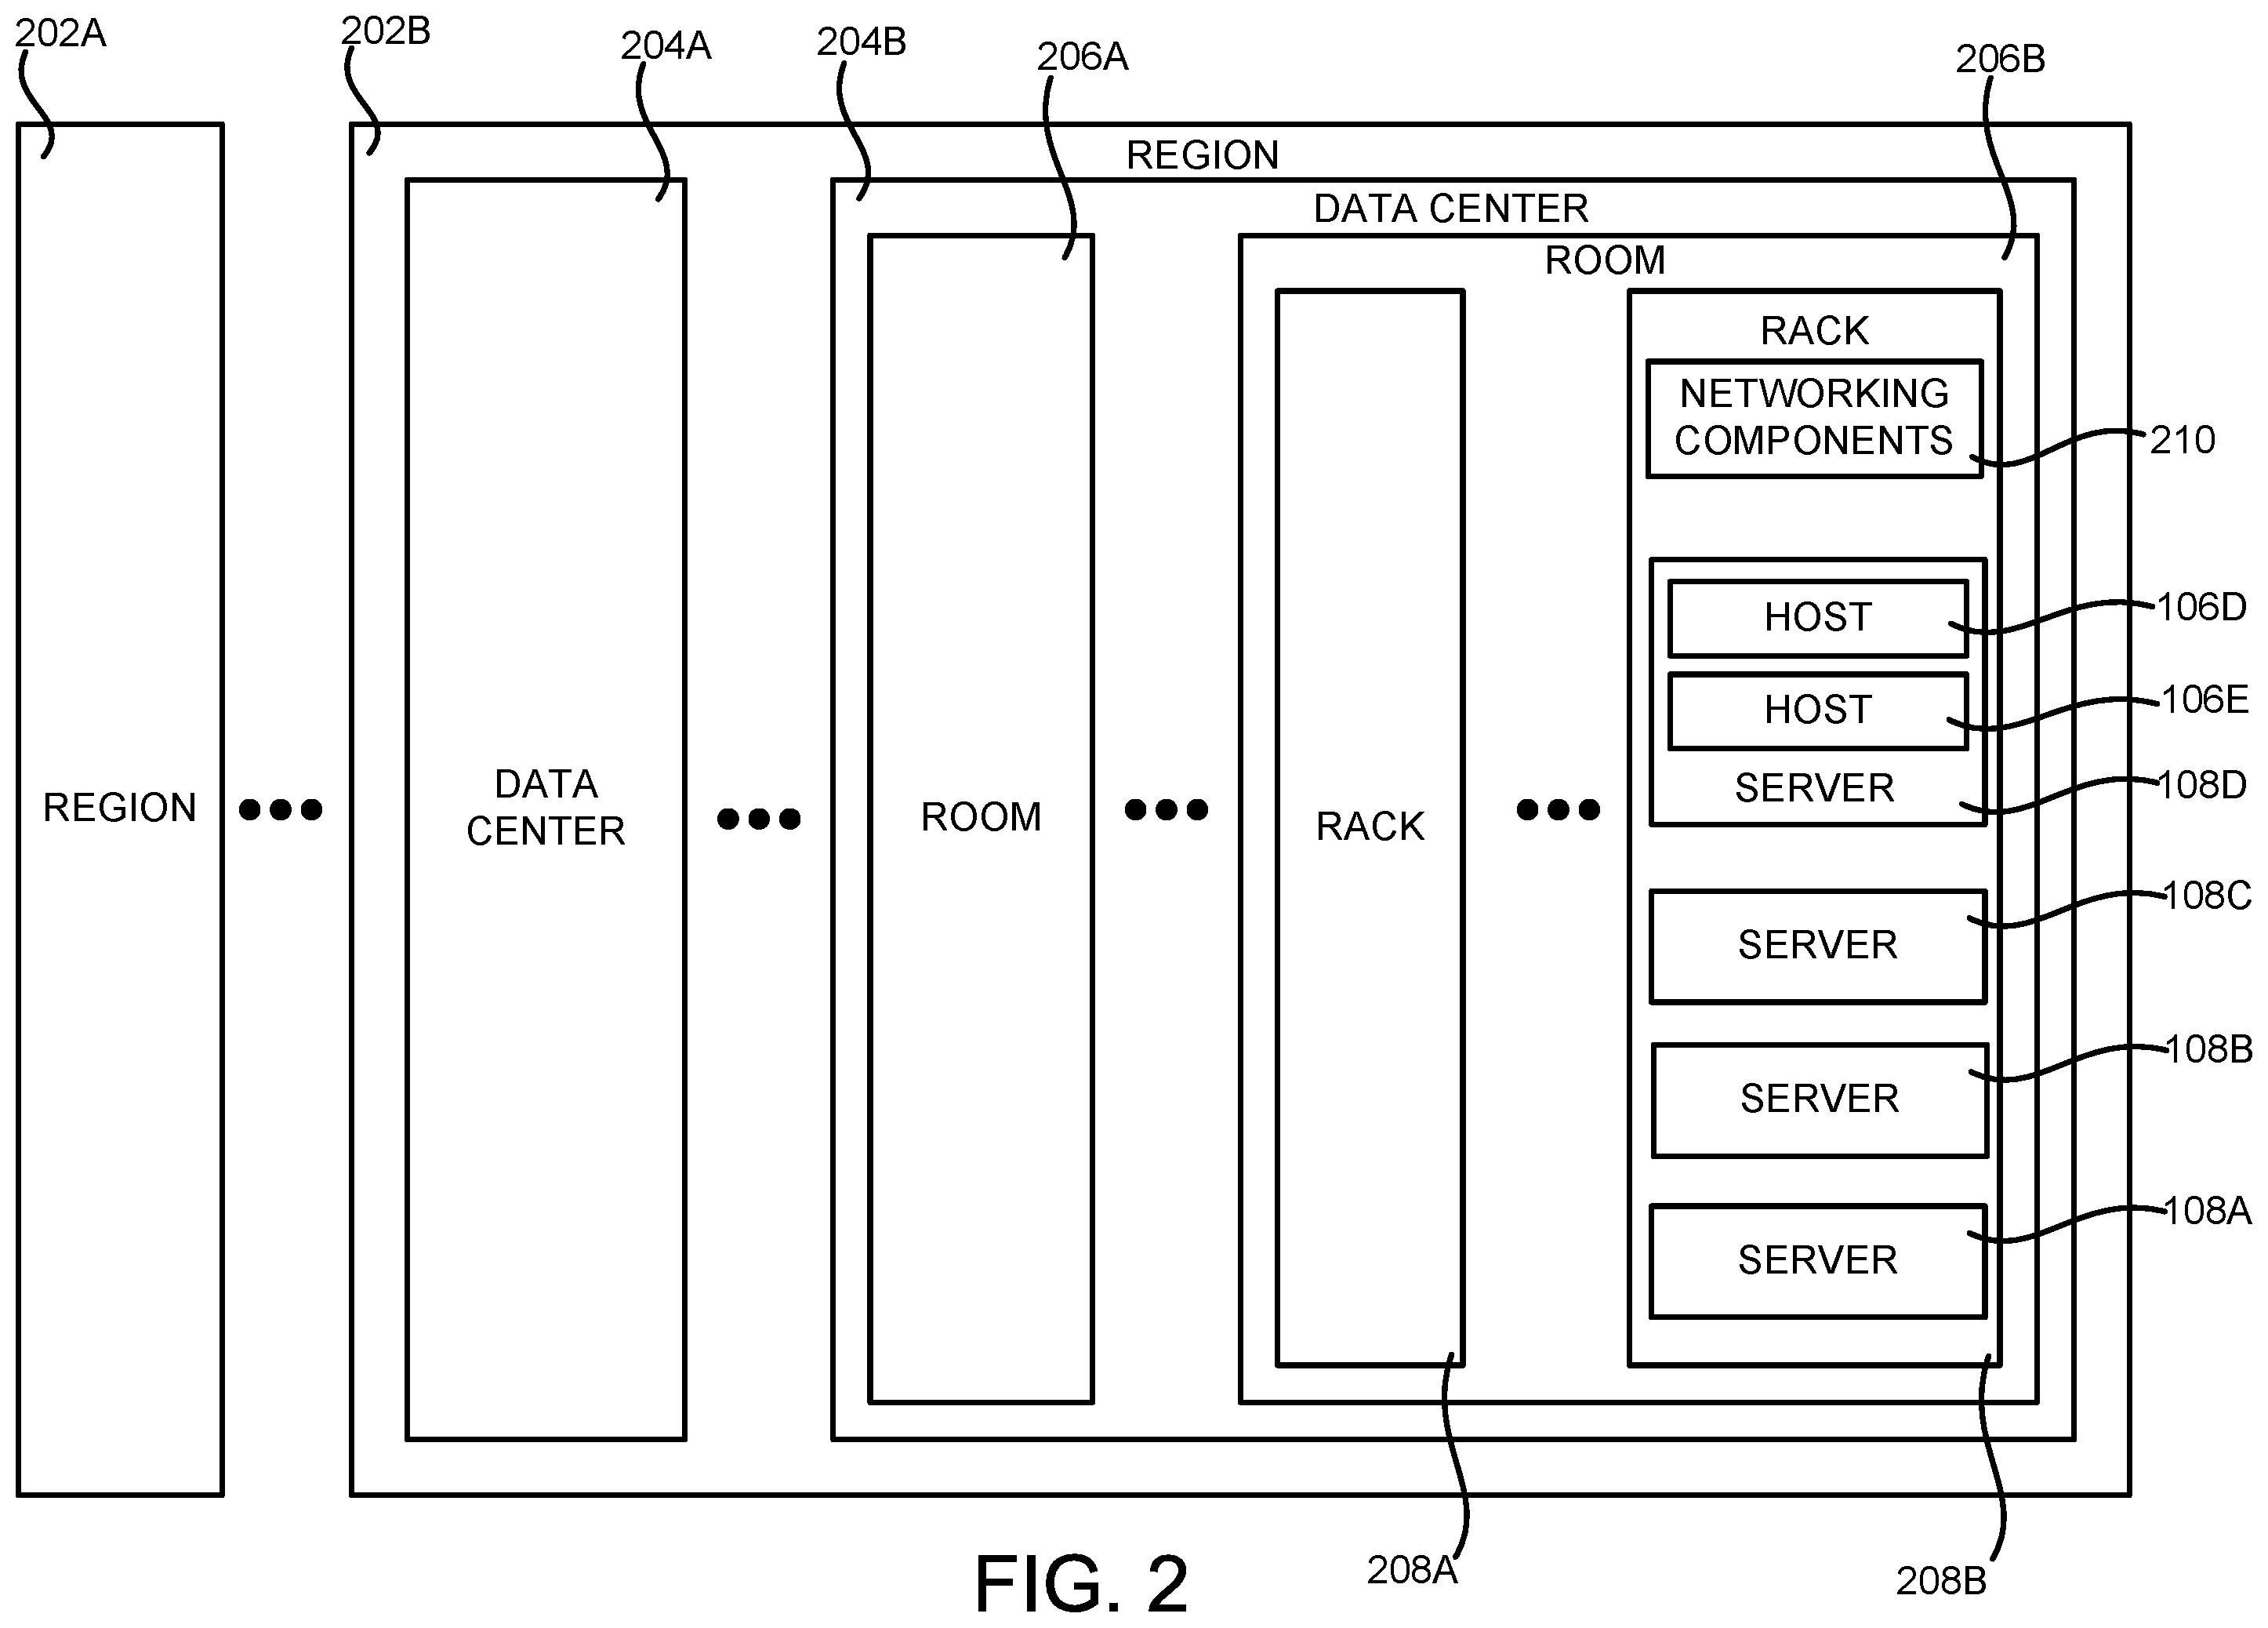 202A
202B
204A
204B
206A
206B
REGION
DATA CENTER
ROOM
RACK
NETWORKING
COMPONENTS
210
HOST
106D
HOST
106E
SERVER
108D
REGION
DATA
CENTER
ROOM
RACK
SERVER
108C
SERVER
108B
SERVER
108A
208A
208B
FIG. 2